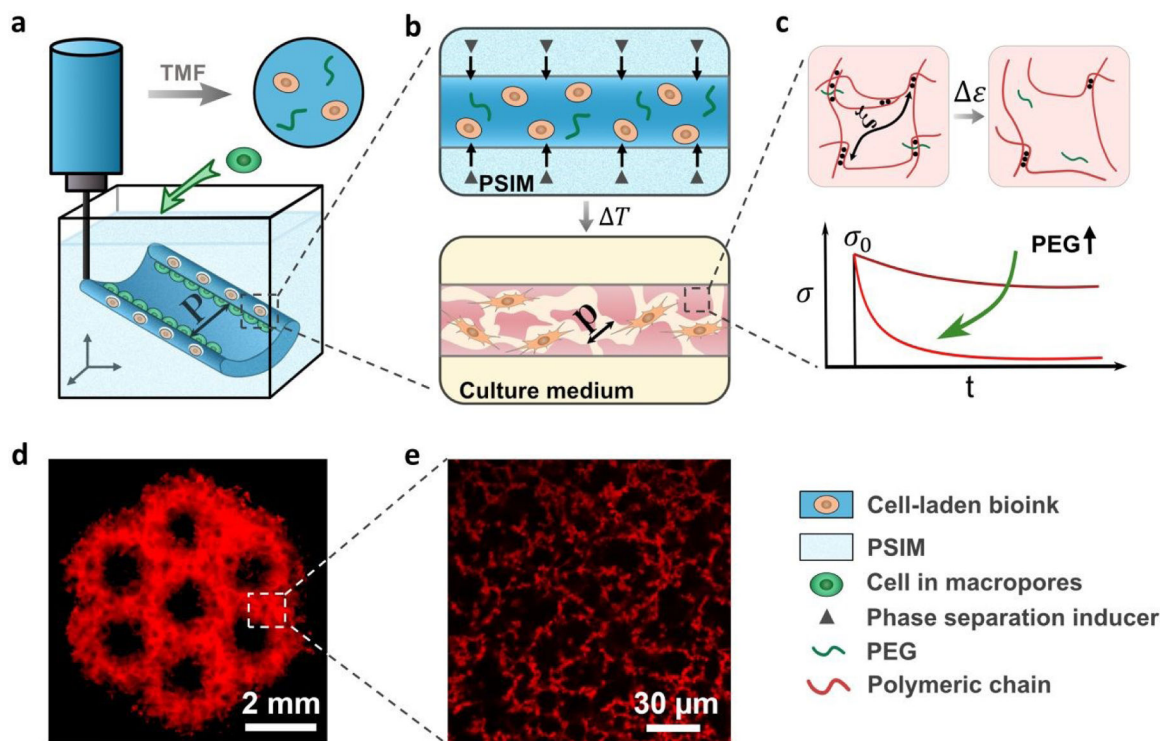 a
TMF
P
b
PSIM
ΔT
p
Culture medium
c
ξ
Δε
σ₀
PEG↑
σ
t
d
2 mm
e
30 µm
Cell-laden bioink
PSIM
Cell in macropores
Phase separation inducer
PEG
Polymeric chain